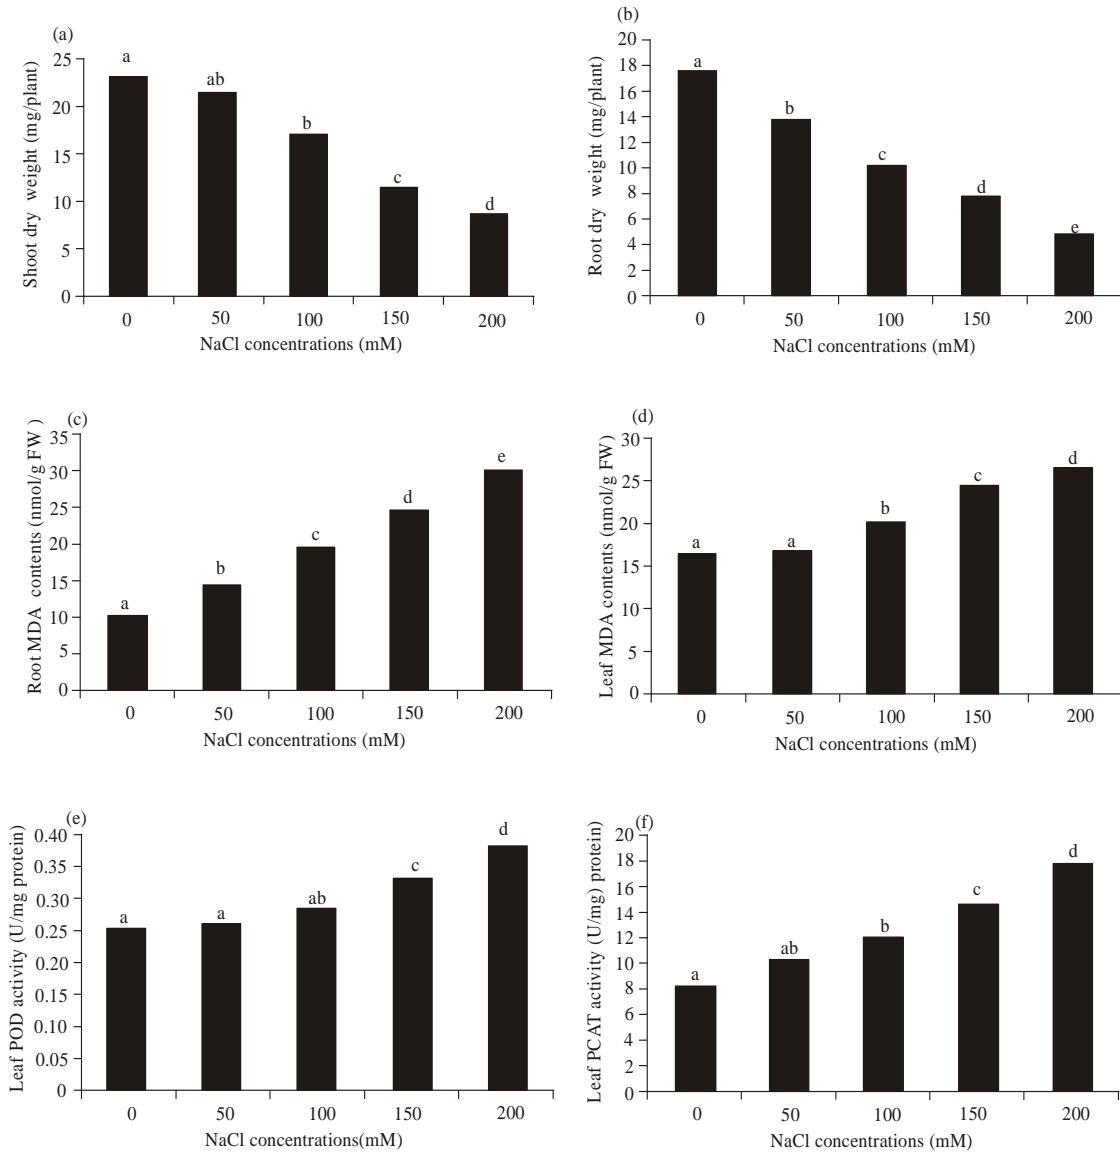 (a)
Shoot dry weight (mg/plant)
25
20
15
10
5
0
a
ab
b
c
d
0 50 100 150 200
NaCl concentrations (mM)
(b)
Root dry weight (mg/plant)
20
18
16
14
12
10
8
6
4
2
0
a
b
c
d
e
0 50 100 150 200
NaCl concentrations (mM)
(c)
Root MDA contents (nmol/g FW )
35
30
25
20
15
10
5
0
a
b
c
d
e
0 50 100 150 200
NaCl concentrations (mM)
(d)
Leaf MDA contents (nmol/g FW)
30
25
20
15
10
5
0
a
a
b
c
d
0 50 100 150 200
NaCl concentrations (mM)
(e)
Leaf POD activity (U/mg protein)
0.40
0.35
0.30
0.25
0.20
0.15
0.10
0.05
0
a
a
ab
c
d
0 50 100 150 200
NaCl concentrations(mM)
(f)
Leaf PCAT activity (U/mg) protein)
20
18
16
14
12
10
8
6
4
2
0
a
ab
b
c
d
0 50 100 150 200
NaCl concentrations (mM)